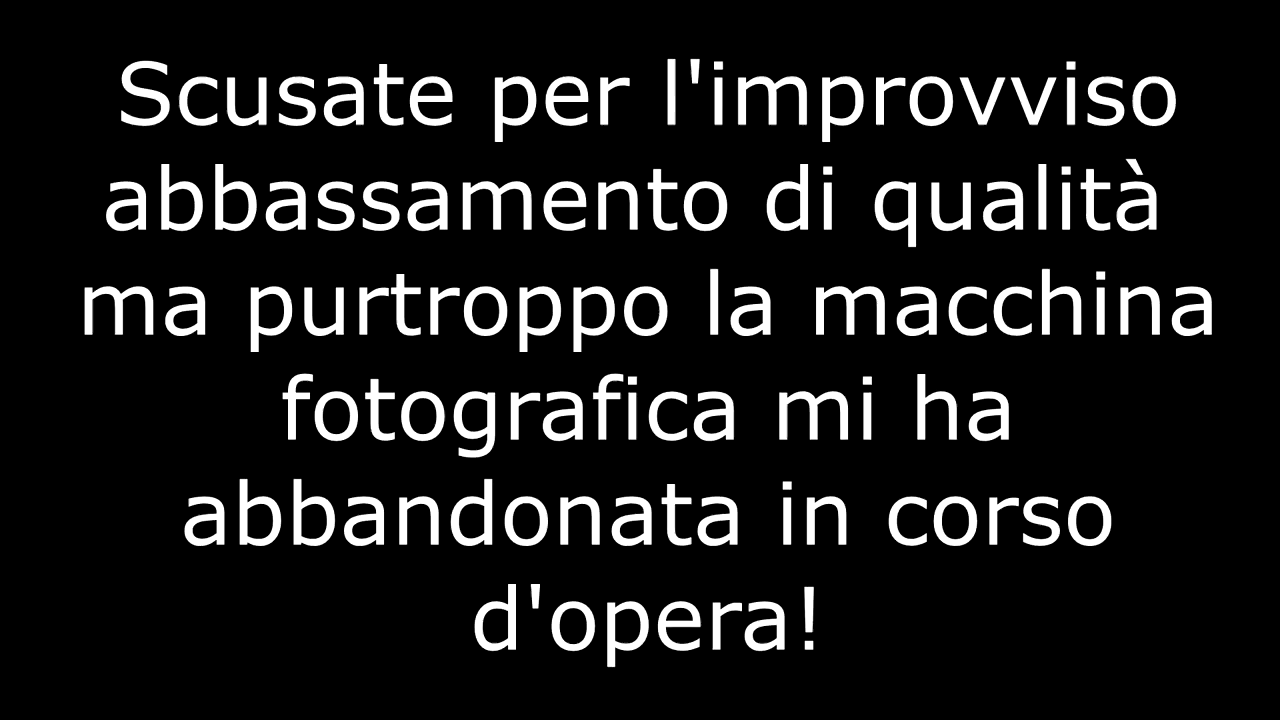 Scusate per l'improvviso
abbassamento di qualità
ma purtroppo la macchina
fotografica mi ha
abbandonata in corso
d'opera!